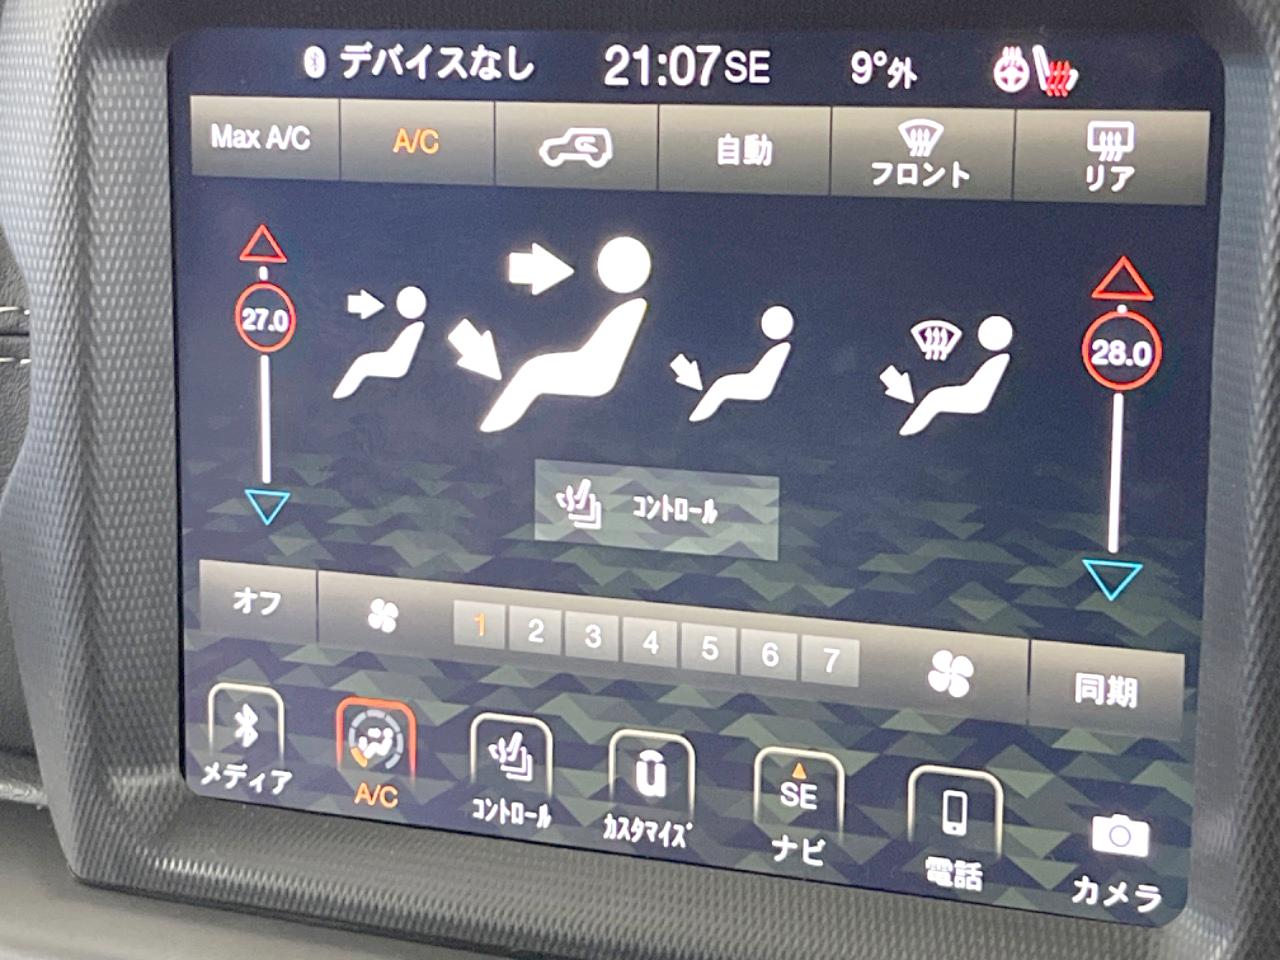 デバイスなし 21:07 SE 9°外
Max A/C A/C 自動 フロント リア
27.0
28.0
コントロール
オフ 1 2 3 4 5 6 7 同期
メディア A/C コントロール カスタマイズ SE ナビ 電話 カメラ